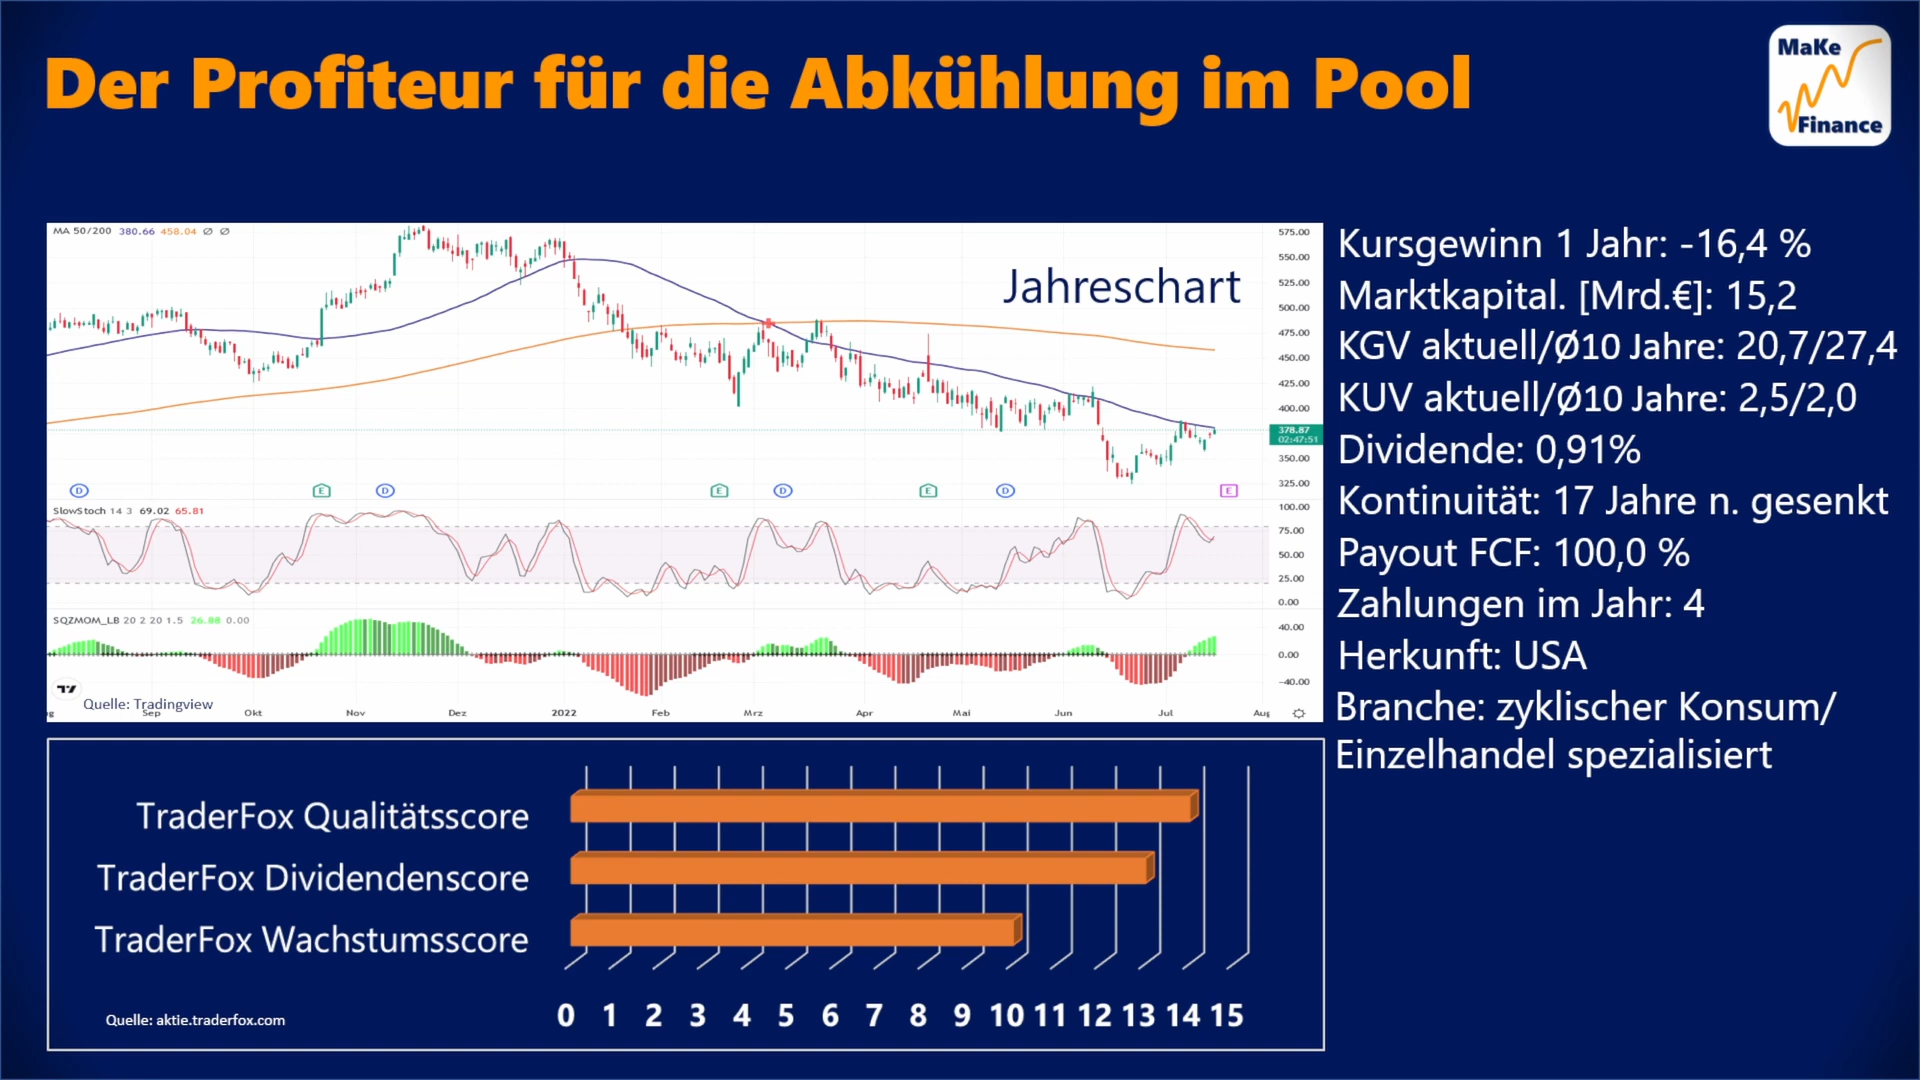 Der Profiteur für die Abkühlung im Pool
MaKe
Finance
MA 50/200 380.66 458.04 Ø Ø
Jahreschart
575.00
550.00
525.00
500.00
475.00
450.00
425.00
400.00
378.87
02:47:51
350.00
325.00
D E D E D E D E
SlowStoch 14 3 69.02 65.81
100.00
75.00
50.00
25.00
0.00
SQZMOM_LB 20 2 20 1.5 26.88 0.00
40.00
0.00
−40.00
Quelle: Tradingview
Sep Okt Nov Dez 2022 Feb Mrz Apr Mai Jun Jul Aug
Kursgewinn 1 Jahr: -16,4 %
Marktkapital. [Mrd.€]: 15,2
KGV aktuell/Ø10 Jahre: 20,7/27,4
KUV aktuell/Ø10 Jahre: 2,5/2,0
Dividende: 0,91%
Kontinuität: 17 Jahre n. gesenkt
Payout FCF: 100,0 %
Zahlungen im Jahr: 4
Herkunft: USA
Branche: zyklischer Konsum/
Einzelhandel spezialisiert
TraderFox Qualitätsscore
TraderFox Dividendenscore
TraderFox Wachstumsscore
0 1 2 3 4 5 6 7 8 9 10 11 12 13 14 15
Quelle: aktie.traderfox.com